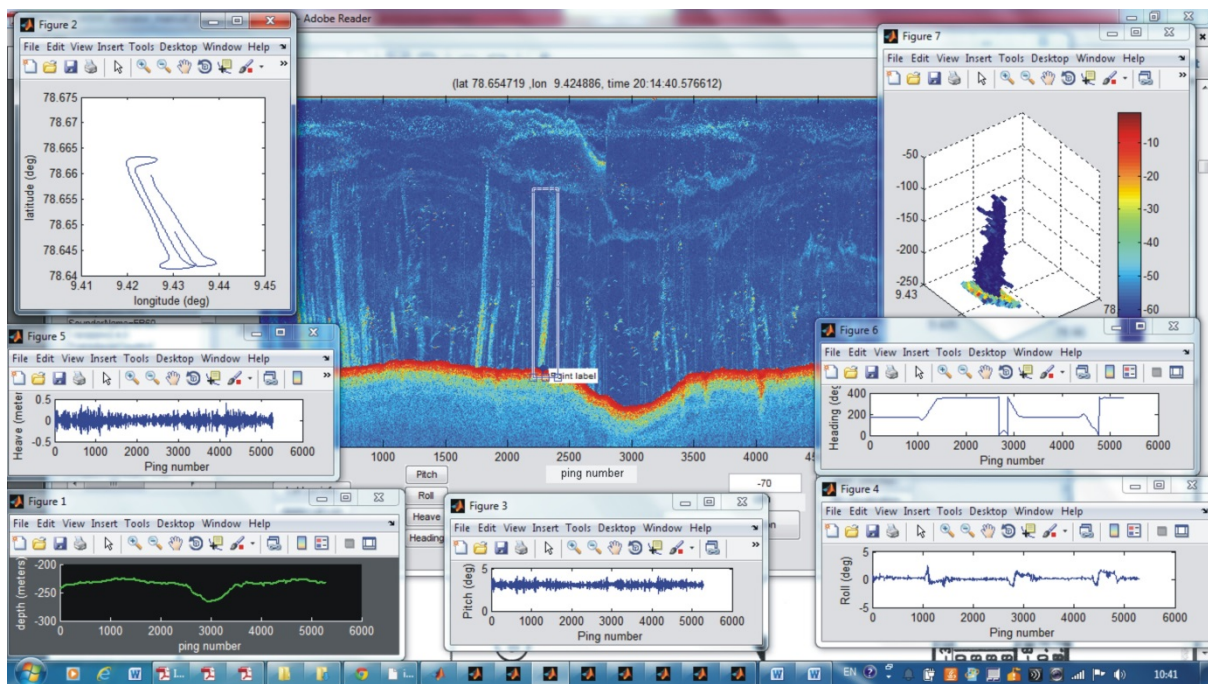 Figure 2
File Edit View Insert Tools Desktop Window Help
78.675
78.67
78.665
78.66
78.655
78.65
78.645
78.64
9.41 9.42 9.43 9.44 9.45
latitude (deg)
longitude (deg)
- Adobe Reader
(lat 78.654719 ,lon 9.424886, time 20:14:40.576612)
Point label
1000 1500 2000 2500 3000 3500 4000
ping number
Pitch
Roll
Heave
Heading
-70
Figure 7
File Edit View Insert Tools Desktop Window Help
-50
-100
-150
-200
-250
9.43
78
-10
-20
-30
-40
-50
-60
Figure 5
File Edit View Insert Tools Desktop Window Help
Heave (meter
0.5
0
-0.5
0 1000 2000 3000 4000 5000 6000
Ping number
Figure 6
File Edit View Insert Tools Desktop Window Help
Heading (de
400
200
0
0 1000 2000 3000 4000 5000 6000
Ping number
Figure 1
File Edit View Insert Tools Desktop Window Help
depth (meters)
-200
-250
-300
0 1000 2000 3000 4000 5000 6000
ping number
Figure 3
File Edit View Insert Tools Desktop Window Help
Pitch (deg)
5
0
0 1000 2000 3000 4000 5000 6000
Ping number
Figure 4
File Edit View Insert Tools Desktop Window Help
Roll (deg)
5
0
-5
0 1000 2000 3000 4000 5000 6000
Ping number
EN
10:41